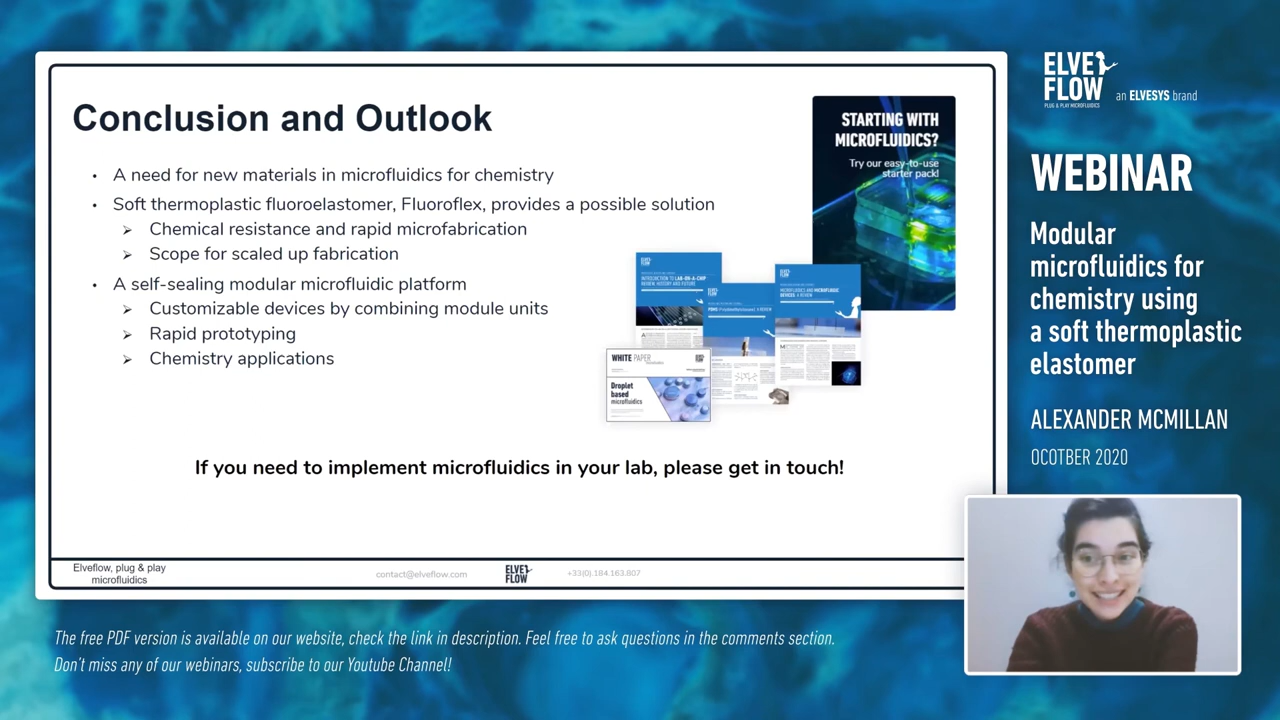 Conclusion and Outlook
• A need for new materials in microfluidics for chemistry
• Soft thermoplastic fluoroelastomer, Fluoroflex, provides a possible solution
➢ Chemical resistance and rapid microfabrication
➢ Scope for scaled up fabrication
• A self-sealing modular microfluidic platform
➢ Customizable devices by combining module units
➢ Rapid prototyping
➢ Chemistry applications
STARTING WITH
MICROFLUIDICS?
Try our easy-to-use
starter pack!
INTRODUCTION TO LAB-ON-A-CHIP
REVIEW, HISTORY AND FUTURE
MICROFLUIDICS AND MICROFLUIDIC
DEVICES: A REVIEW
WHITE PAPER
Droplet
based
microfluidics
If you need to implement microfluidics in your lab, please get in touch!
Elveflow, plug & play
microfluidics
contact@elveflow.com
ELVE
FLOW
+33(0).184.163.807
ELVE
FLOW
PLUG & PLAY MICROFLUIDICS
an ELVESYS brand
WEBINAR
Modular
microfluidics for
chemistry using
a soft thermoplastic
elastomer
ALEXANDER MCMILLAN
OCOTBER 2020
The free PDF version is available on our website, check the link in description. Feel free to ask questions in the comments section.
Don't miss any of our webinars, subscribe to our Youtube Channel!